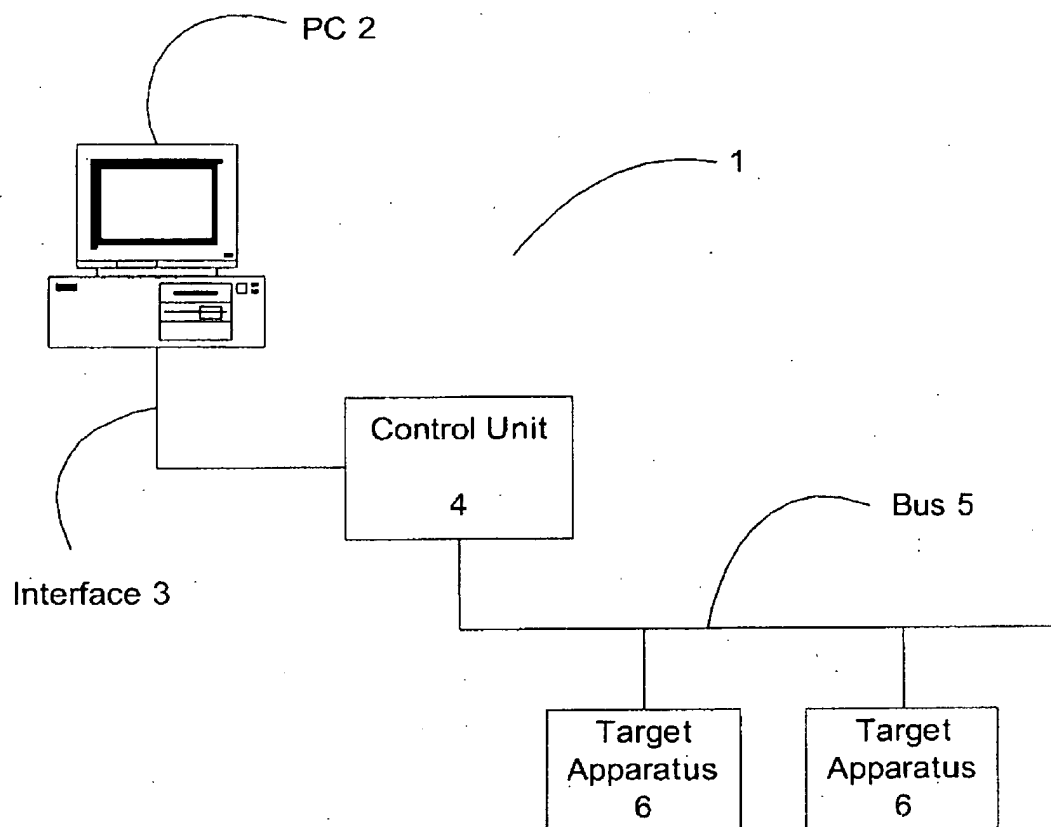 PC 2
1
Control Unit
4
Bus 5
Interface 3
Target
Apparatus
6
Target
Apparatus
6